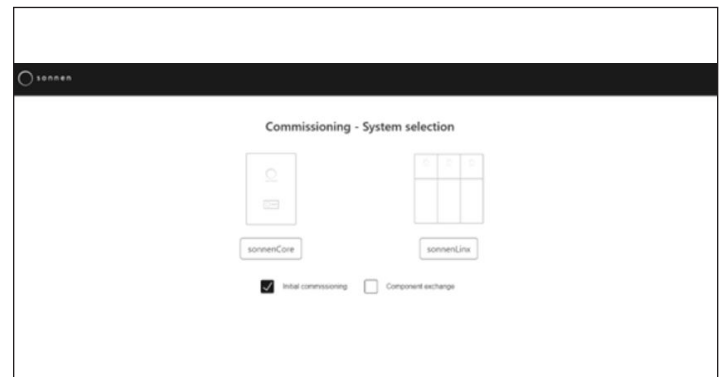 sonnen
Commissioning - System selection
sonnenCore
sonnenLinx
Initial commissioning
Component exchange